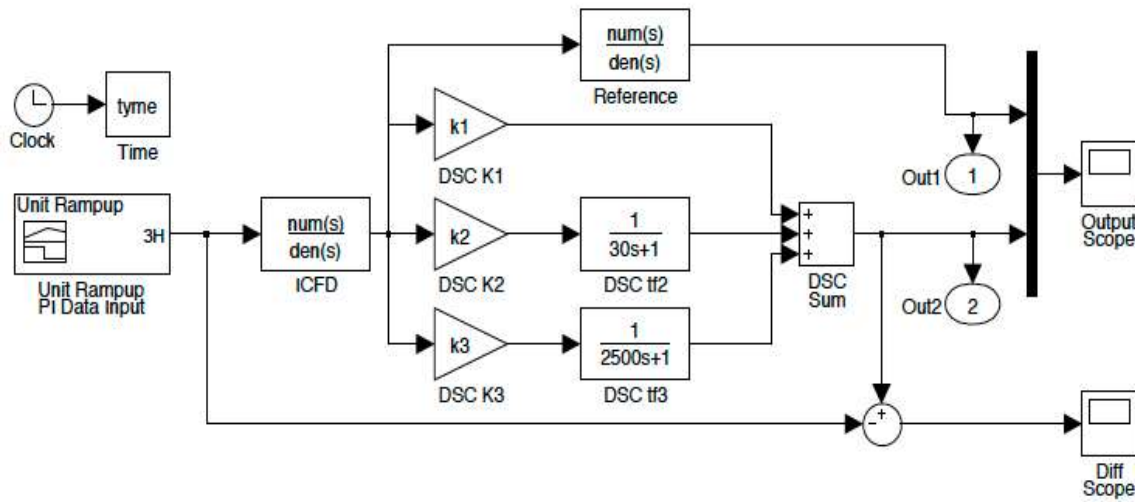 num(s)
den(s)
Reference
tyme
Time
Clock
k1
DSC K1
Out1
1
Output
Scope
Unit Rampup
3H
Unit Rampup
PI Data Input
num(s)
den(s)
ICFD
k2
DSC K2
1
30s+1
DSC tf2
+
+
+
DSC
Sum
Out2
2
k3
DSC K3
1
2500s+1
DSC tf3
+
-
Diff
Scope